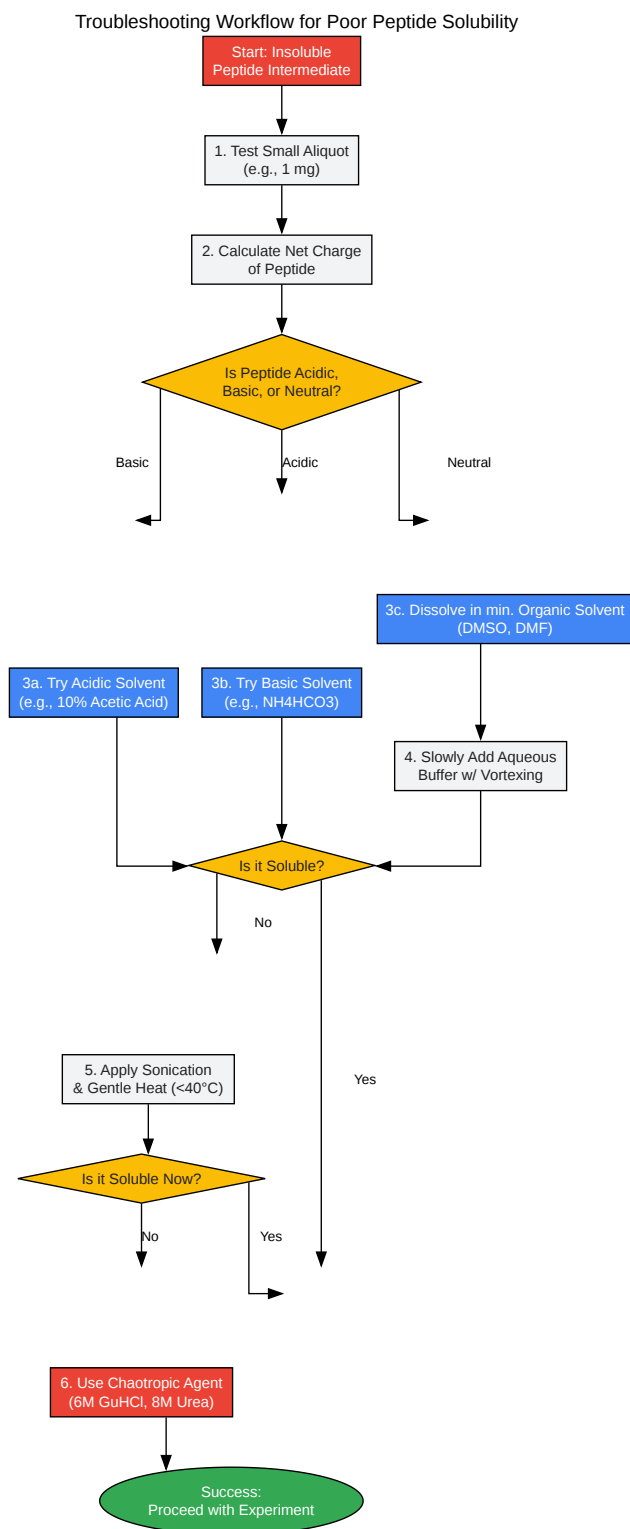 Troubleshooting Workflow for Poor Peptide Solubility
Start: Insoluble
Peptide Intermediate
1. Test Small Aliquot
(e.g., 1 mg)
2. Calculate Net Charge
of Peptide
Is Peptide Acidic,
Basic, or Neutral?
Basic
Acidic
Neutral
3c. Dissolve in min. Organic Solvent
(DMSO, DMF)
3a. Try Acidic Solvent
(e.g., 10% Acetic Acid)
3b. Try Basic Solvent
(e.g., NH4HCO3)
4. Slowly Add Aqueous
Buffer w/ Vortexing
Is it Soluble?
No
Yes
5. Apply Sonication
& Gentle Heat (<40°C)
Is it Soluble Now?
No
Yes
6. Use Chaotropic Agent
(6M GuHCl, 8M Urea)
Success:
Proceed with Experiment